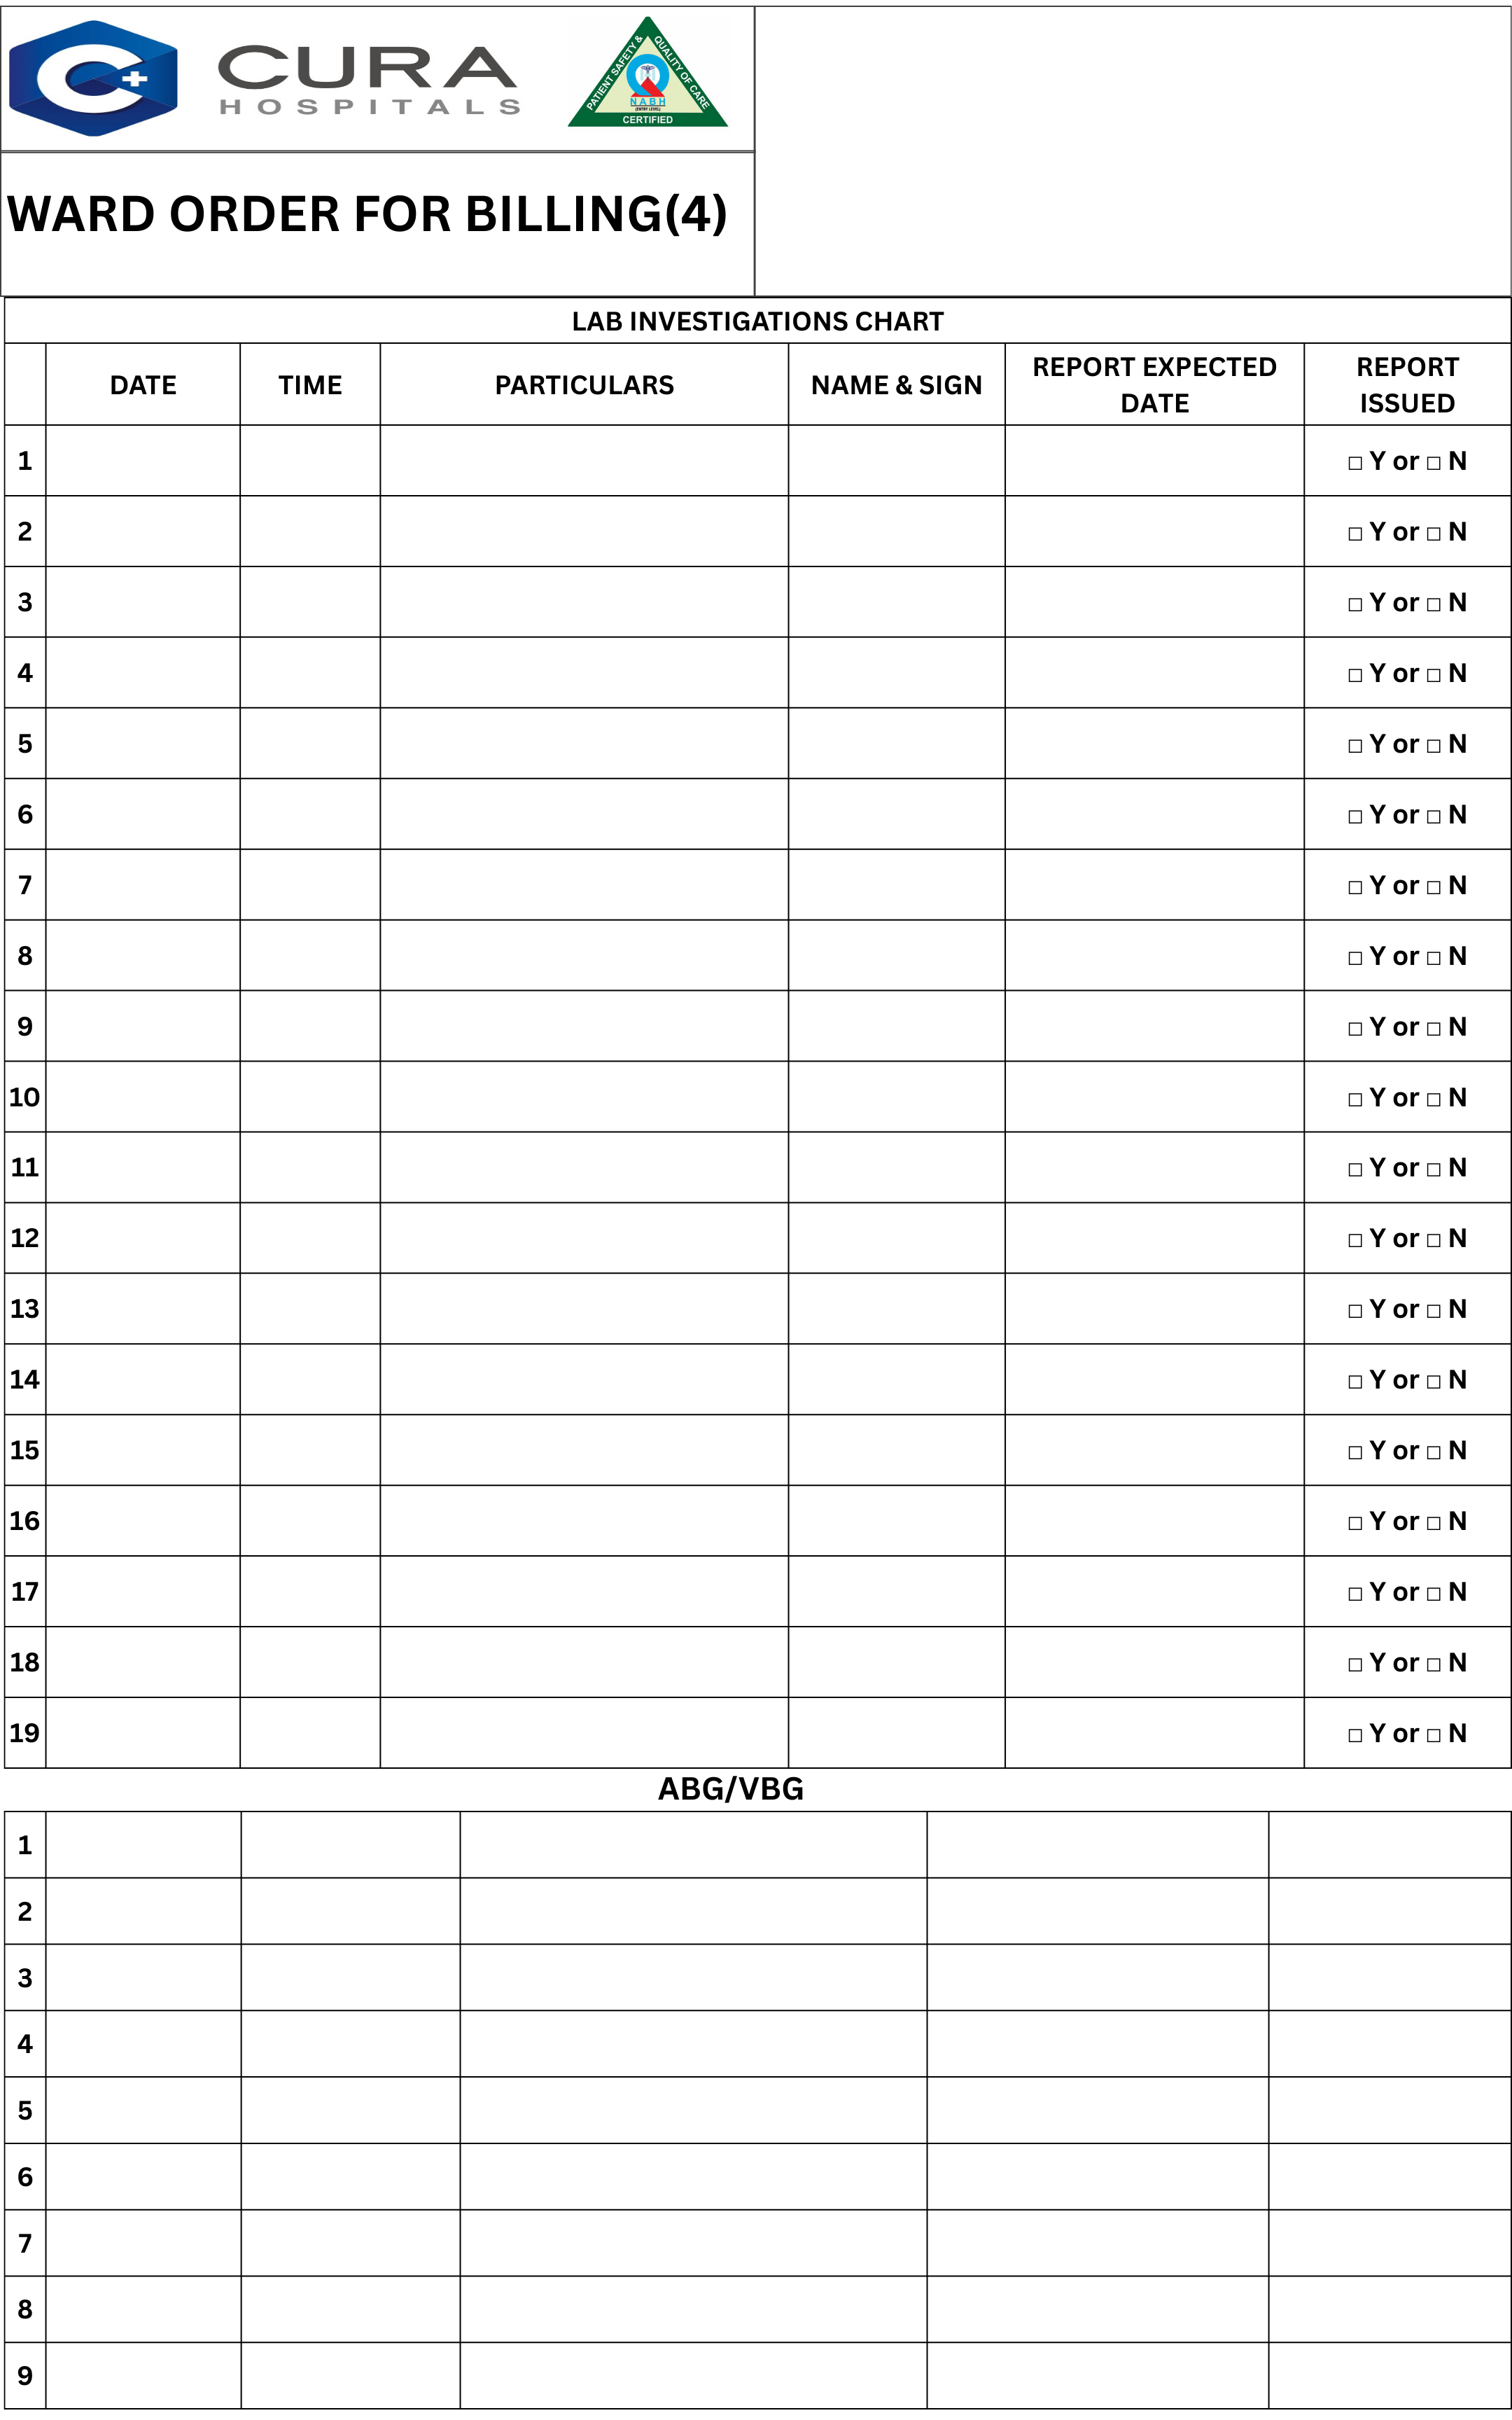 CURA
HOSPITALS
PATIENT SAFETY & QUALITY OF CARE
NABH
(ENTRY LEVEL)
CERTIFIED
WARD ORDER FOR BILLING(4)
LAB INVESTIGATIONS CHART
DATE TIME PARTICULARS NAME & SIGN REPORT EXPECTED DATE REPORT ISSUED
1 □ Y or □ N
2 □ Y or □ N
3 □ Y or □ N
4 □ Y or □ N
5 □ Y or □ N
6 □ Y or □ N
7 □ Y or □ N
8 □ Y or □ N
9 □ Y or □ N
10 □ Y or □ N
11 □ Y or □ N
12 □ Y or □ N
13 □ Y or □ N
14 □ Y or □ N
15 □ Y or □ N
16 □ Y or □ N
17 □ Y or □ N
18 □ Y or □ N
19 □ Y or □ N
ABG/VBG
1
2
3
4
5
6
7
8
9